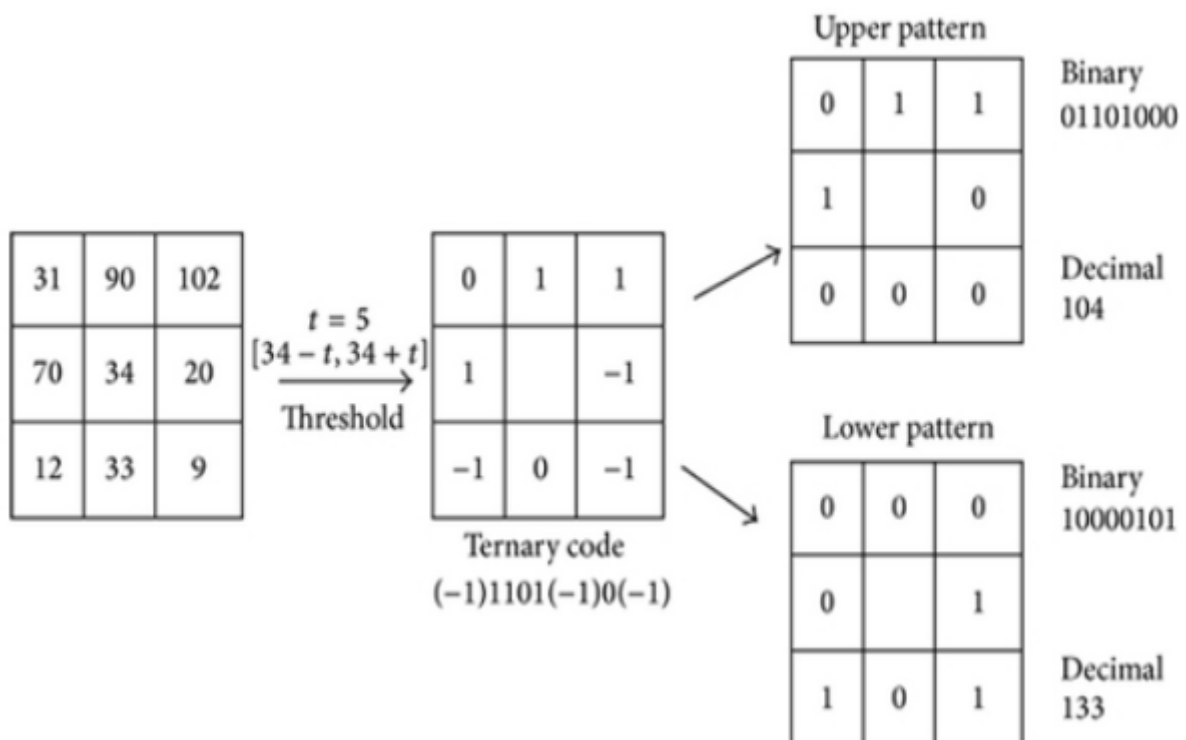 31 90 102
70 34 20
12 33 9
t = 5
[34 − t, 34 + t]
Threshold
0 1 1
1 −1
−1 0 −1
Ternary code
(−1)1101(−1)0(−1)
Upper pattern
0 1 1
1 0
0 0 0
Binary
01101000
Decimal
104
Lower pattern
0 0 0
0 1
1 0 1
Binary
10000101
Decimal
133